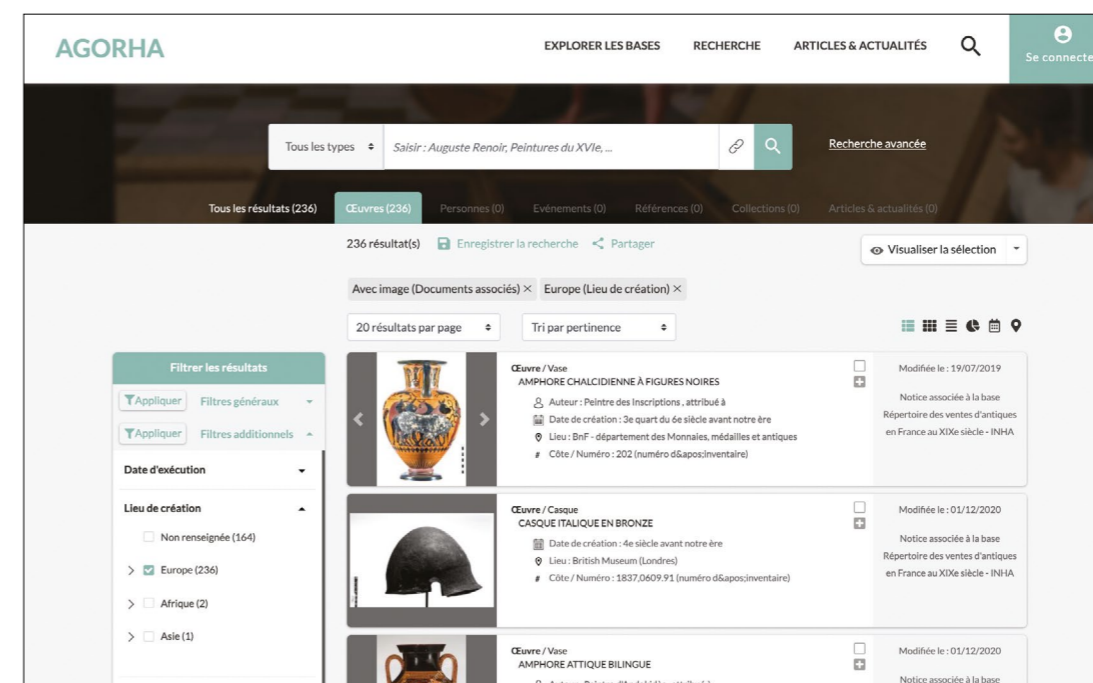 AGORHA
EXPLORER LES BASES RECHERCHE ARTICLES & ACTUALITÉS
Se connecte
Tous les types Saisir : Auguste Renoir, Peintures du XVIe, ... Recherche avancée
Tous les résultats (236) Œuvres (236) Personnes (0) Evénements (0) Références (0) Collections (0) Articles & actualités (0)
236 résultat(s) Enregistrer la recherche Partager Visualiser la sélection
Avec image (Documents associés) × Europe (Lieu de création) ×
20 résultats par page Tri par pertinence
Filtrer les résultats
Appliquer Filtres généraux
Appliquer Filtres additionnels
Date d'exécution
Lieu de création
Non renseignée (164)
Europe (236)
Afrique (2)
Asie (1)
Œuvre / Vase
AMPHORE CHALCIDIENNE À FIGURES NOIRES
Auteur : Peintre des Inscriptions , attribué à
Date de création : 3e quart du 6e siècle avant notre ère
Lieu : BnF - département des Monnaies, médailles et antiques
# Côte / Numéro : 202 (numéro d&apos;inventaire)
Modifiée le : 19/07/2019
Notice associée à la base
Répertoire des ventes d'antiques
en France au XIXe siècle - INHA
Œuvre / Casque
CASQUE ITALIQUE EN BRONZE
Date de création : 4e siècle avant notre ère
Lieu : British Museum (Londres)
# Côte / Numéro : 1837,0609.91 (numéro d&apos;inventaire)
Modifiée le : 01/12/2020
Notice associée à la base
Répertoire des ventes d'antiques
en France au XIXe siècle - INHA
Œuvre / Vase
AMPHORE ATTIQUE BILINGUE
Modifiée le : 01/12/2020
Notice associée à la base